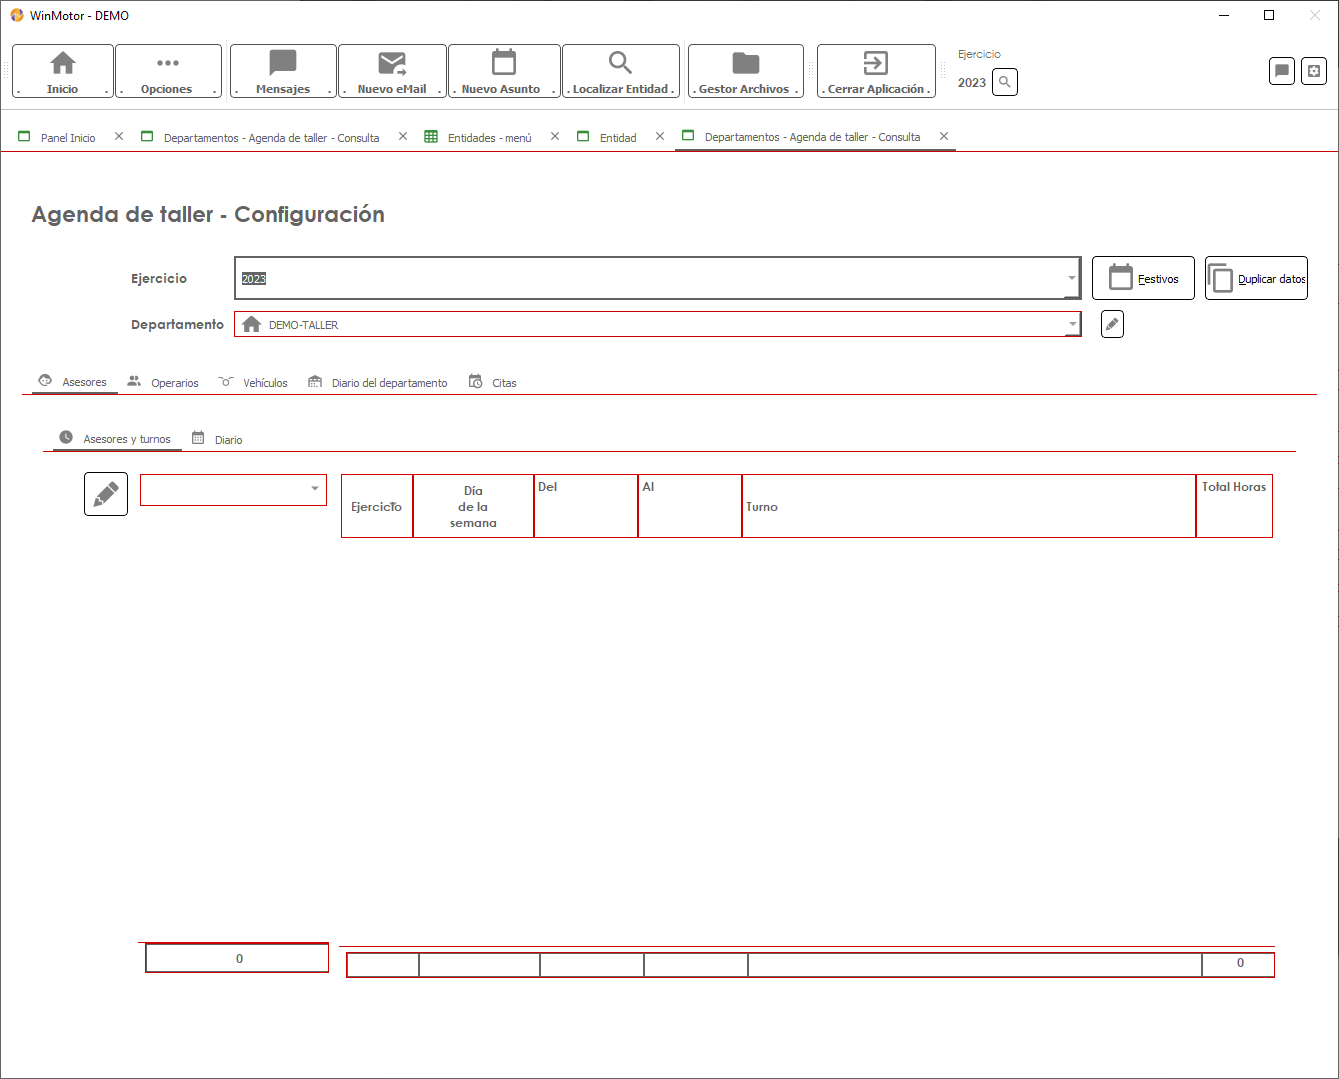 WinMotor - DEMO
. Inicio .
. Opciones .
. Mensajes .
. Nuevo eMail .
. Nuevo Asunto .
. Localizar Entidad .
. Gestor Archivos .
. Cerrar Aplicación .
Ejercicio
2023
Panel Inicio
Departamentos - Agenda de taller - Consulta
Entidades - menú
Entidad
Departamentos - Agenda de taller - Consulta
Agenda de taller - Configuración
Ejercicio
2023
Festivos
Duplicar datos
Departamento
DEMO-TALLER
Asesores
Operarios
Vehículos
Diario del departamento
Citas
Asesores y turnos
Diario
Ejercicio
Día
de la
semana
Del
Al
Turno
Total Horas
0
0